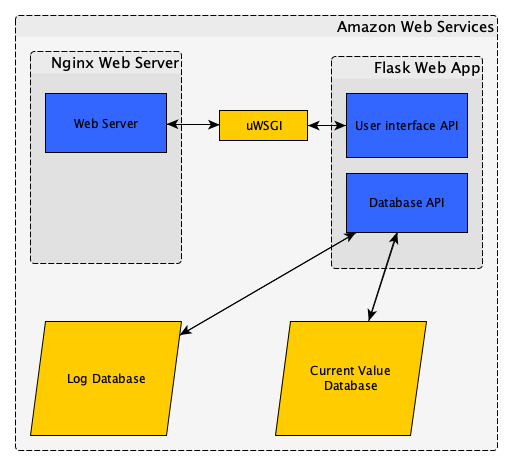 Amazon Web Services
Nginx Web Server
Flask Web App
Web Server
uWSGI
User interface API
Database API
Log Database
Current Value
Database